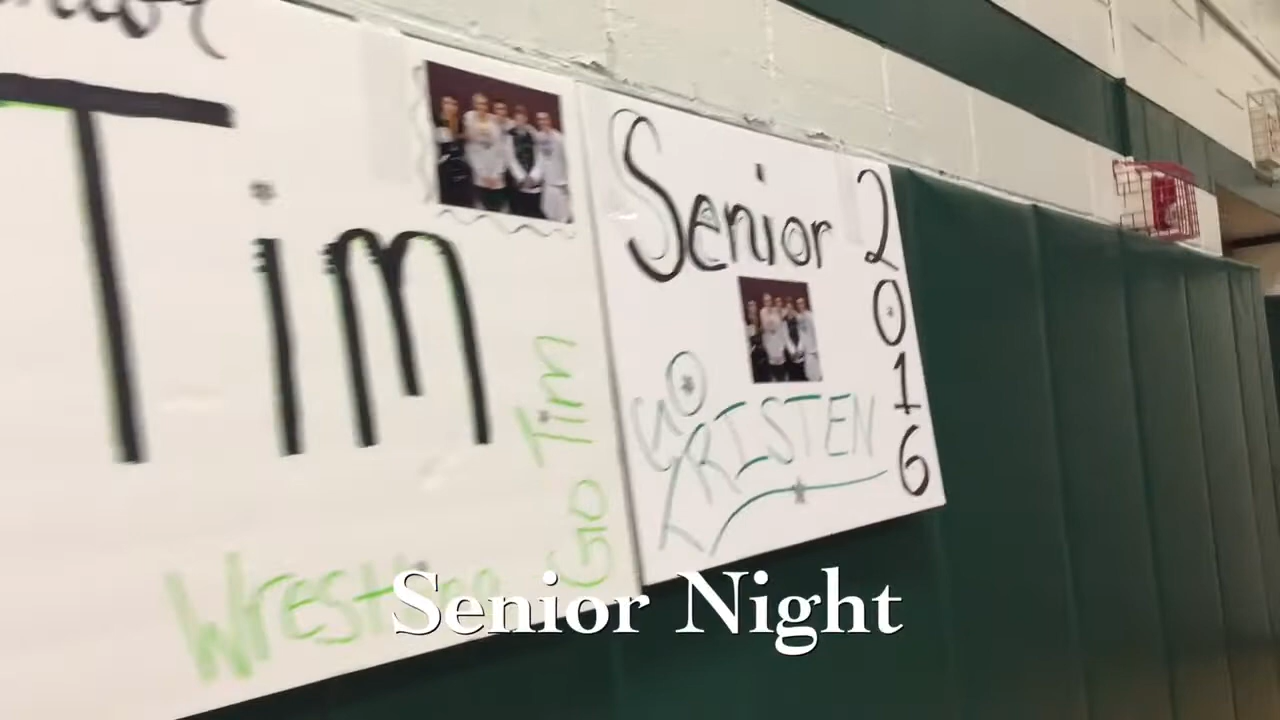 Tim
Go Tim
Wrestling
Senior
2016
Go
KRISTEN
Senior Night